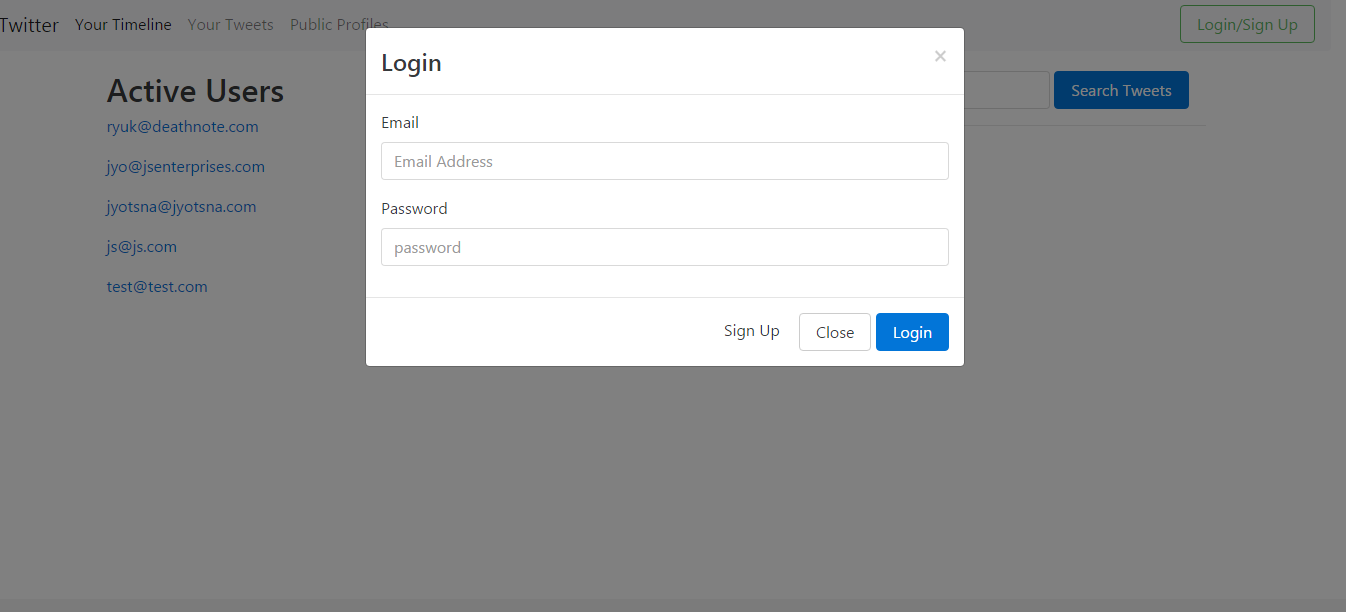 Twitter Your Timeline Your Tweets Public Profiles Login/Sign Up
Active Users
ryuk@deathnote.com
jyo@jsenterprises.com
jyotsna@jyotsna.com
js@js.com
test@test.com
Search Tweets
Login ×
Email
Email Address
Password
password
Sign Up Close Login